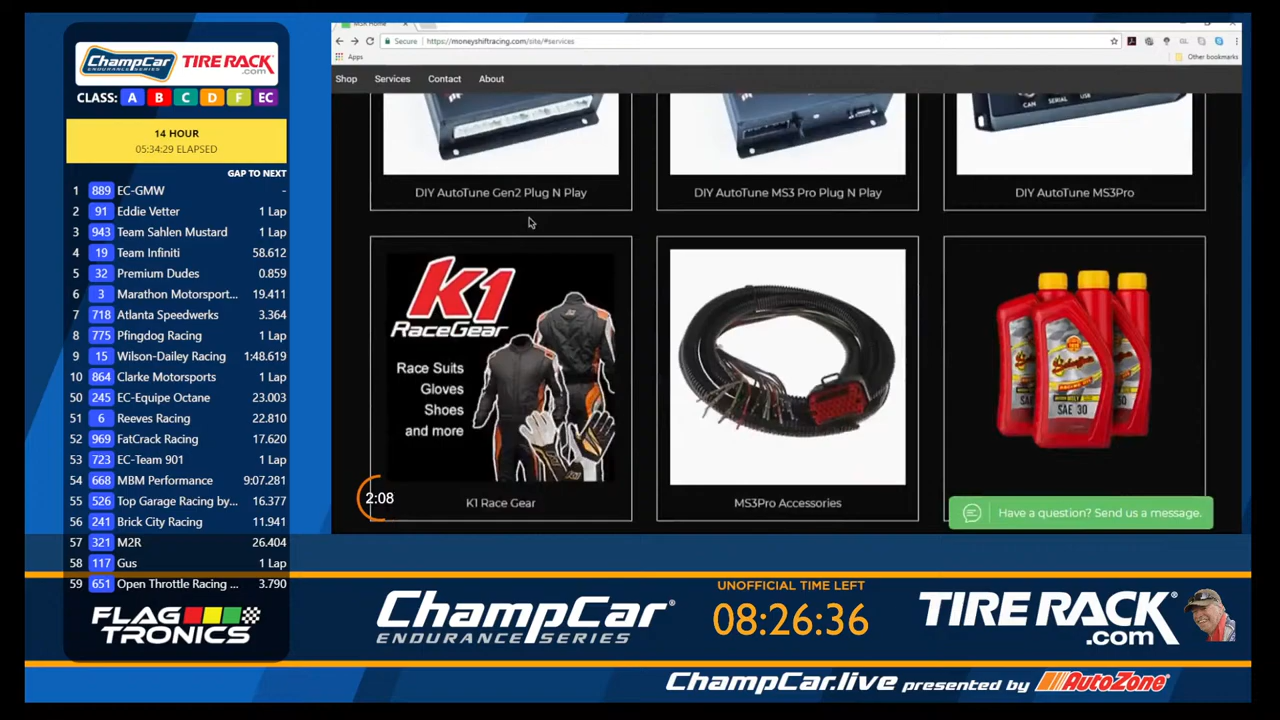 ChampCar ENDURANCE SERIES TIRE RACK .com
CLASS: A B C D F EC
14 HOUR
05:34:29 ELAPSED
GAP TO NEXT
1 889 EC-GMW -
2 91 Eddie Vetter 1 Lap
3 943 Team Sahlen Mustard 1 Lap
4 19 Team Infiniti 58.612
5 32 Premium Dudes 0.859
6 3 Marathon Motorsport... 19.411
7 718 Atlanta Speedwerks 3.364
8 775 Pfingdog Racing 1 Lap
9 15 Wilson-Dailey Racing 1:48.619
10 864 Clarke Motorsports 1 Lap
50 245 EC-Equipe Octane 23.003
51 6 Reeves Racing 22.810
52 969 FatCrack Racing 17.620
53 723 EC-Team 901 1 Lap
54 668 MBM Performance 9:07.281
55 526 Top Garage Racing by... 16.377
56 241 Brick City Racing 11.941
57 321 M2R 26.404
58 117 Gus 1 Lap
59 651 Open Throttle Racing ... 3.790
FLAG
TRONICS
MSR Home
Secure https://moneyshiftracing.com/site/#services
Apps Other bookmarks
Shop Services Contact About
CAN SERIAL USB
DIY AutoTune Gen2 Plug N Play
DIY AutoTune MS3 Pro Plug N Play
DIY AutoTune MS3Pro
K1
RACEGEAR
Race Suits
Gloves
Shoes
and more
SAE 30
2:08
K1 Race Gear
MS3Pro Accessories
Have a question? Send us a message.
ChampCar®
ENDURANCE SERIES
UNOFFICIAL TIME LEFT
08:26:36
TIRE RACK®
.com
ChampCar.live presented by AutoZone